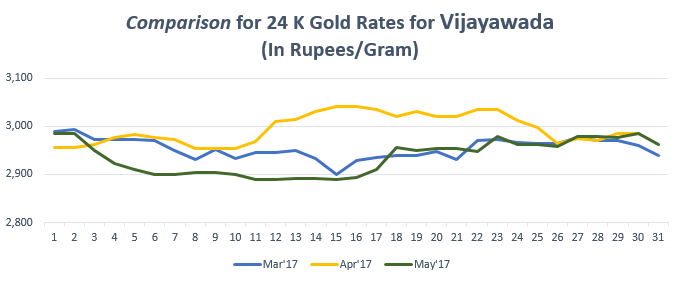 Comparison for 24 K Gold Rates for Vijayawada
(In Rupees/Gram)
3,100
3,000
2,900
2,800
1 2 3 4 5 6 7 8 9 10 11 12 13 14 15 16 17 18 19 20 21 22 23 24 25 26 27 28 29 30 31
Mar'17 Apr'17 May'17